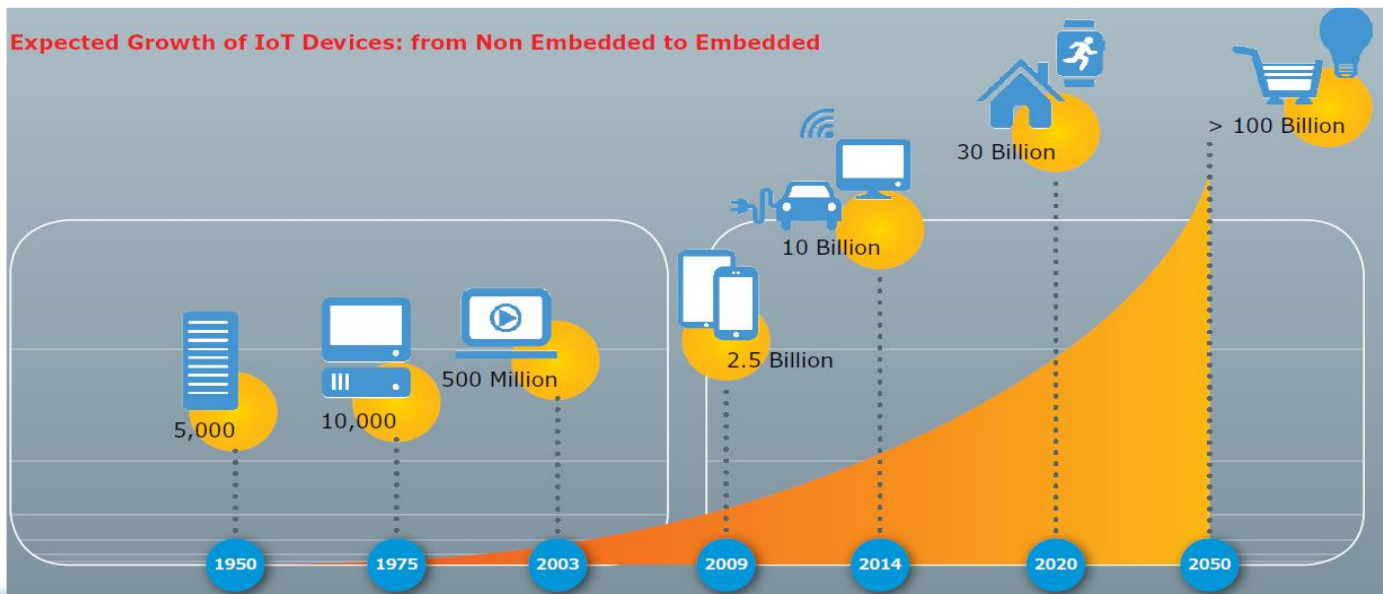 Expected Growth of IoT Devices: from Non Embedded to Embedded
> 100 Billion
30 Billion
10 Billion
2.5 Billion
500 Million
10,000
5,000
1950
1975
2003
2009
2014
2020
2050